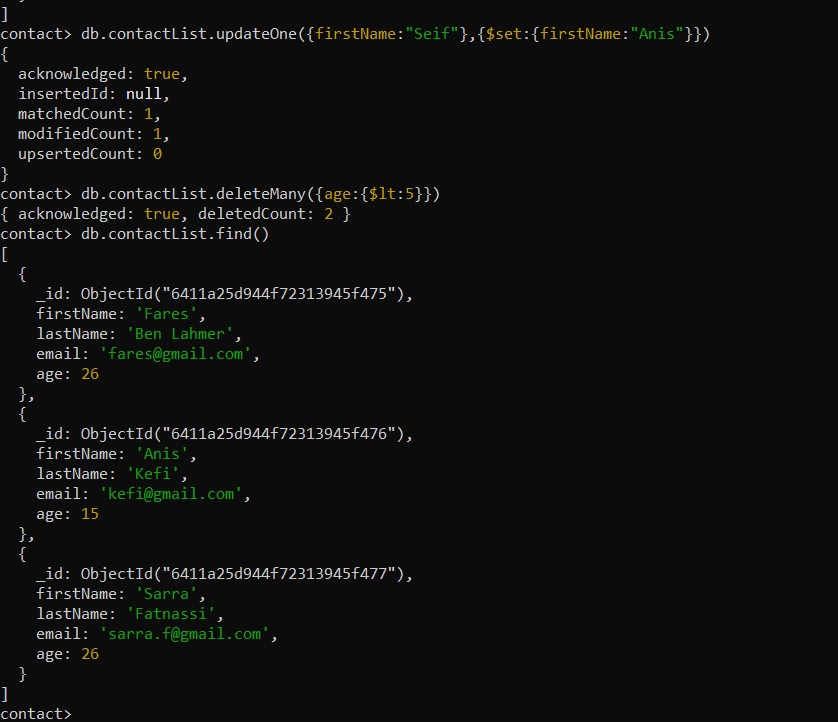 ]
contact> db.contactList.updateOne({firstName:"Seif"},{$set:{firstName:"Anis"}})
{
  acknowledged: true,
  insertedId: null,
  matchedCount: 1,
  modifiedCount: 1,
  upsertedCount: 0
}
contact> db.contactList.deleteMany({age:{$lt:5}})
{ acknowledged: true, deletedCount: 2 }
contact> db.contactList.find()
[
  {
    _id: ObjectId("6411a25d944f72313945f475"),
    firstName: 'Fares',
    lastName: 'Ben Lahmer',
    email: 'fares@gmail.com',
    age: 26
  },
  {
    _id: ObjectId("6411a25d944f72313945f476"),
    firstName: 'Anis',
    lastName: 'Kefi',
    email: 'kefi@gmail.com',
    age: 15
  },
  {
    _id: ObjectId("6411a25d944f72313945f477"),
    firstName: 'Sarra',
    lastName: 'Fatnassi',
    email: 'sarra.f@gmail.com',
    age: 26
  }
]
contact>